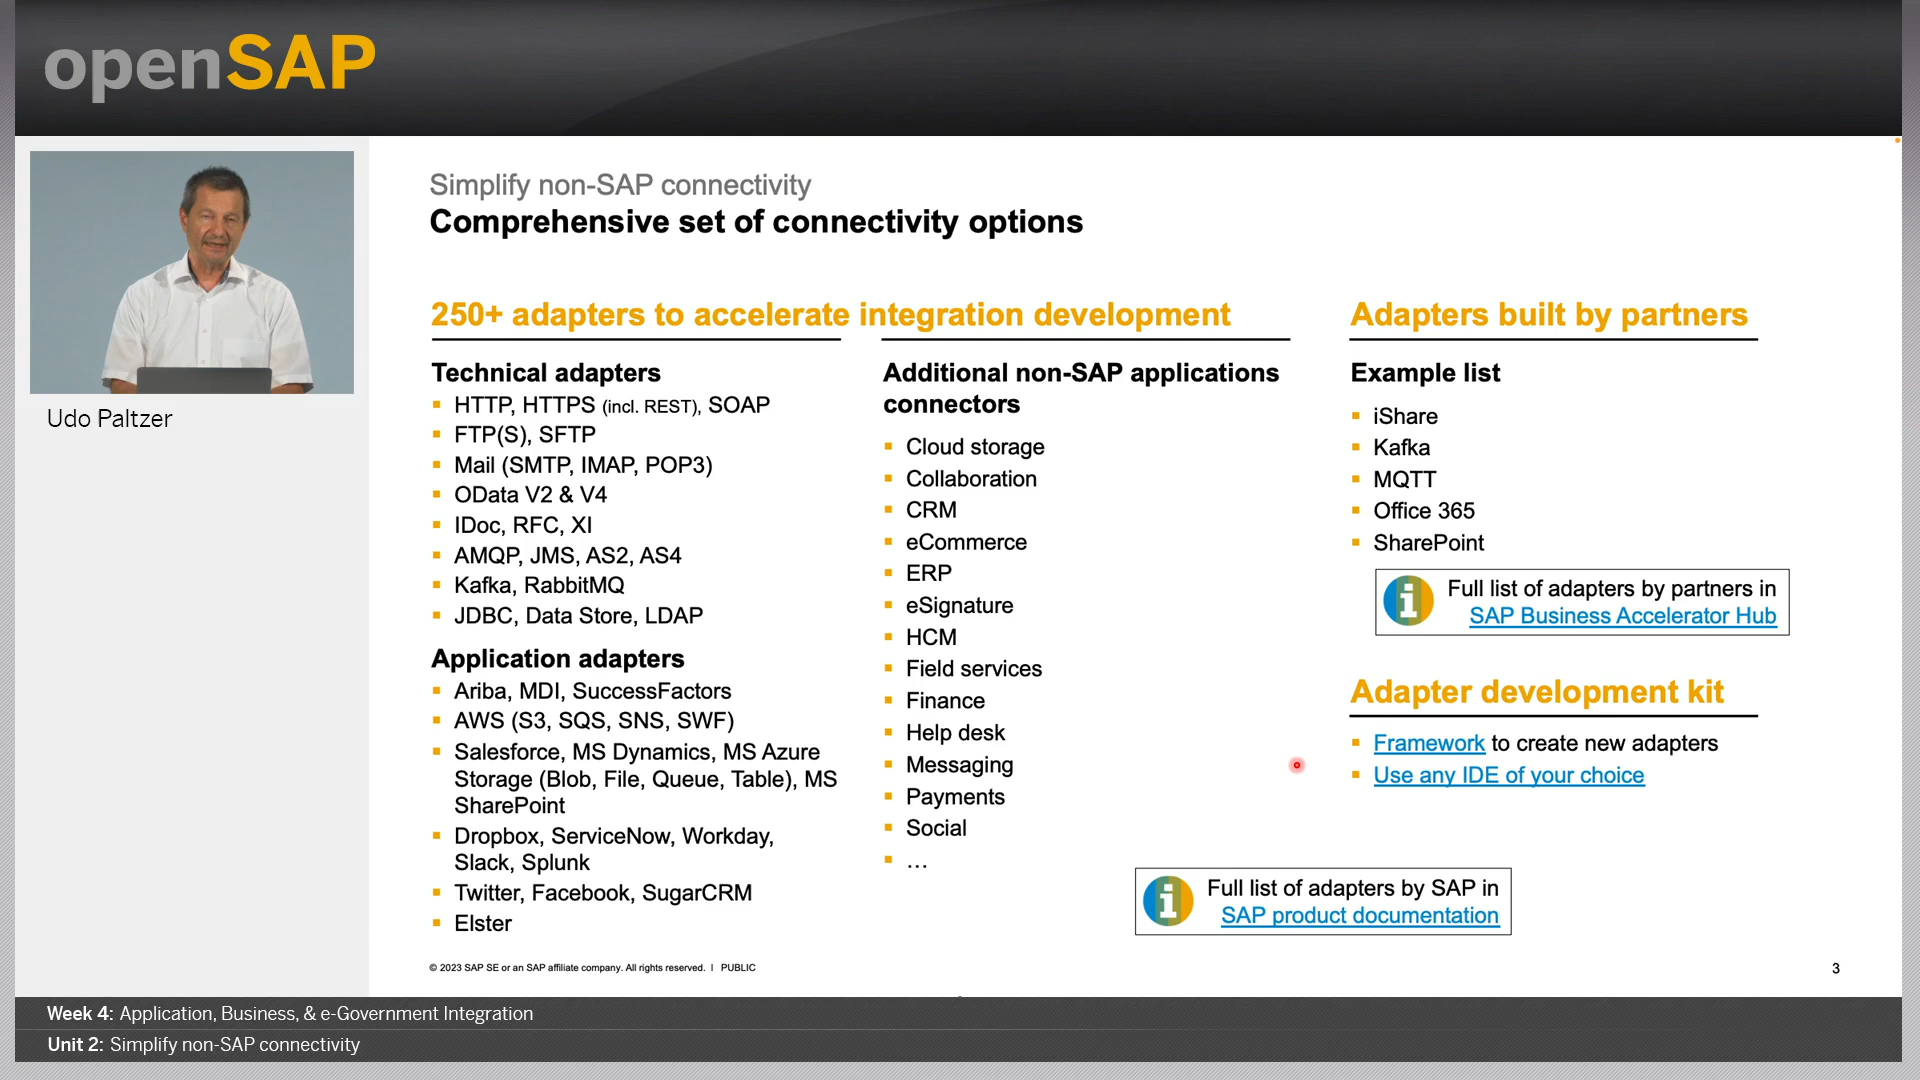 openSAP
Udo Paltzer
Simplify non-SAP connectivity
Comprehensive set of connectivity options
250+ adapters to accelerate integration development
Technical adapters
HTTP, HTTPS (incl. REST), SOAP
FTP(S), SFTP
Mail (SMTP, IMAP, POP3)
OData V2 & V4
IDoc, RFC, XI
AMQP, JMS, AS2, AS4
Kafka, RabbitMQ
JDBC, Data Store, LDAP
Application adapters
Ariba, MDI, SuccessFactors
AWS (S3, SQS, SNS, SWF)
Salesforce, MS Dynamics, MS Azure
Storage (Blob, File, Queue, Table), MS
SharePoint
Dropbox, ServiceNow, Workday,
Slack, Splunk
Twitter, Facebook, SugarCRM
Elster
Additional non-SAP applications
connectors
Cloud storage
Collaboration
CRM
eCommerce
ERP
eSignature
HCM
Field services
Finance
Help desk
Messaging
Payments
Social
…
Full list of adapters by SAP in
SAP product documentation
Adapters built by partners
Example list
iShare
Kafka
MQTT
Office 365
SharePoint
Full list of adapters by partners in
SAP Business Accelerator Hub
Adapter development kit
Framework to create new adapters
Use any IDE of your choice
© 2023 SAP SE or an SAP affiliate company. All rights reserved. I PUBLIC
3
Week 4: Application, Business, & e-Government Integration
Unit 2: Simplify non-SAP connectivity